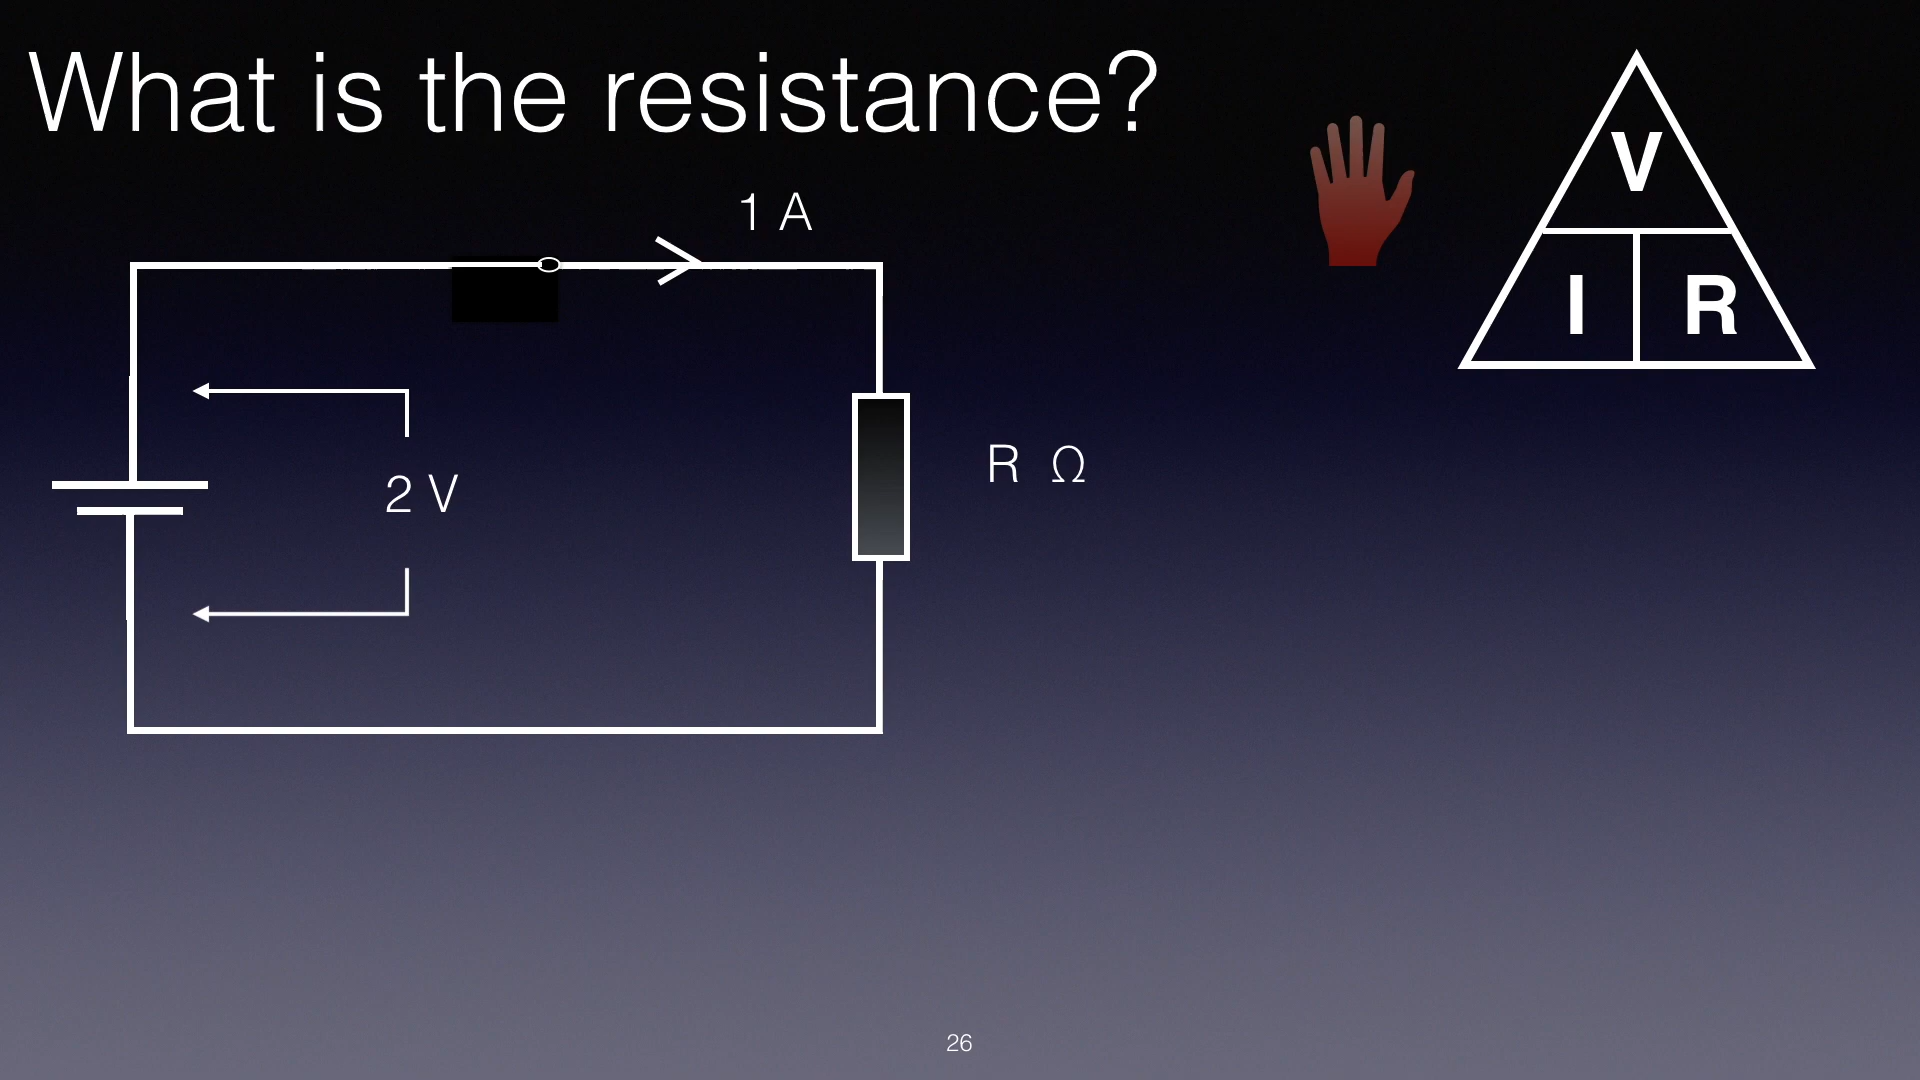 What is the resistance?
V
1 A
I R
R Ω
2 V
26